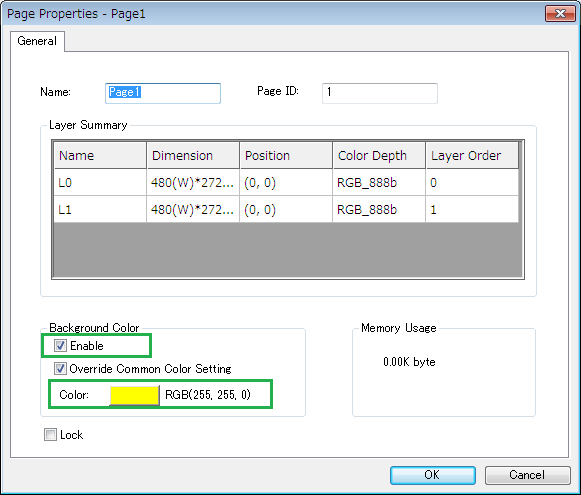 Page Properties - Page1
General
Name: Page1 Page ID: 1
Layer Summary
Name Dimension Position Color Depth Layer Order
L0 480(W)*272... (0, 0) RGB_888b 0
L1 480(W)*272... (0, 0) RGB_888b 1
Background Color Memory Usage
Enable
0.00K byte
Override Common Color Setting
Color: RGB(255, 255, 0)
Lock
OK Cancel